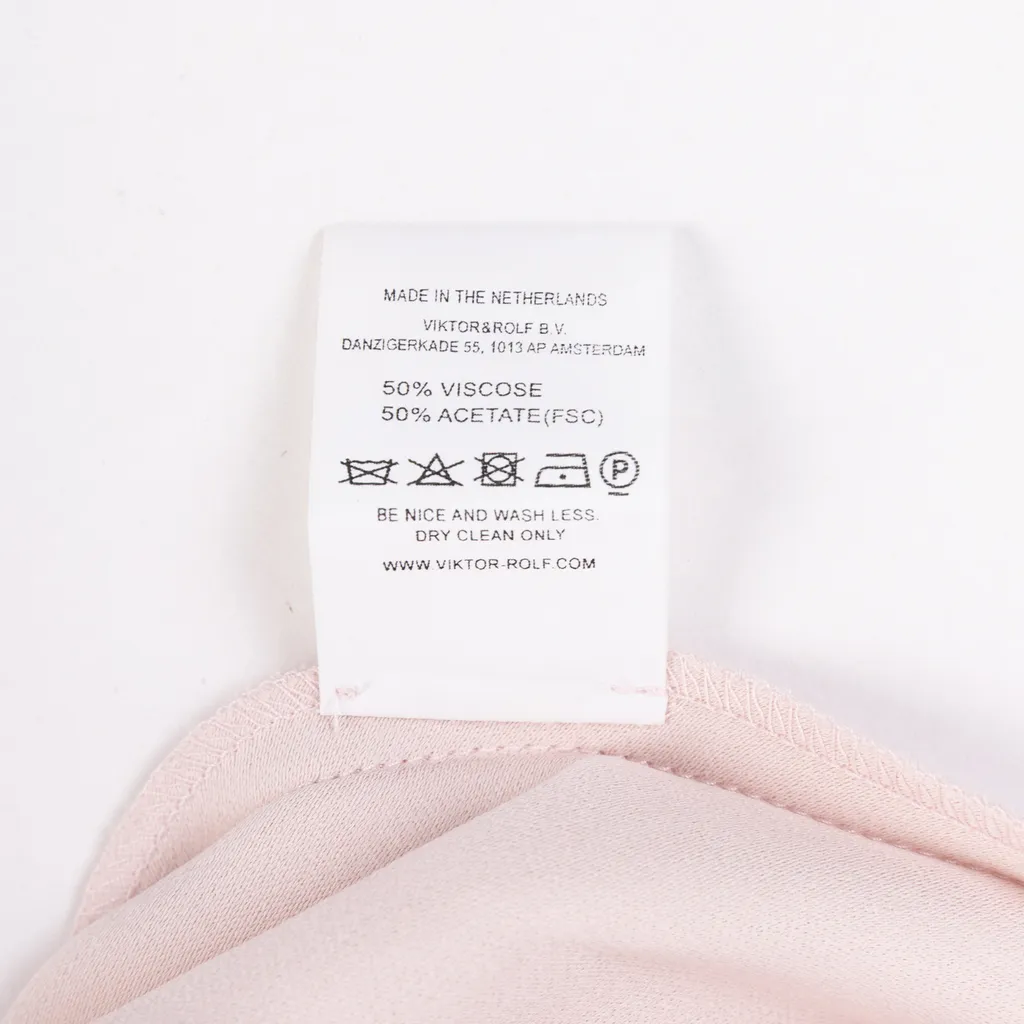 MADE IN THE NETHERLANDS
VIKTOR&ROLF B.V.
DANZIGERKADE 55, 1013 AP AMSTERDAM
50% VISCOSE
50% ACETATE(FSC)
P
BE NICE AND WASH LESS.
DRY CLEAN ONLY
WWW.VIKTOR-ROLF.COM